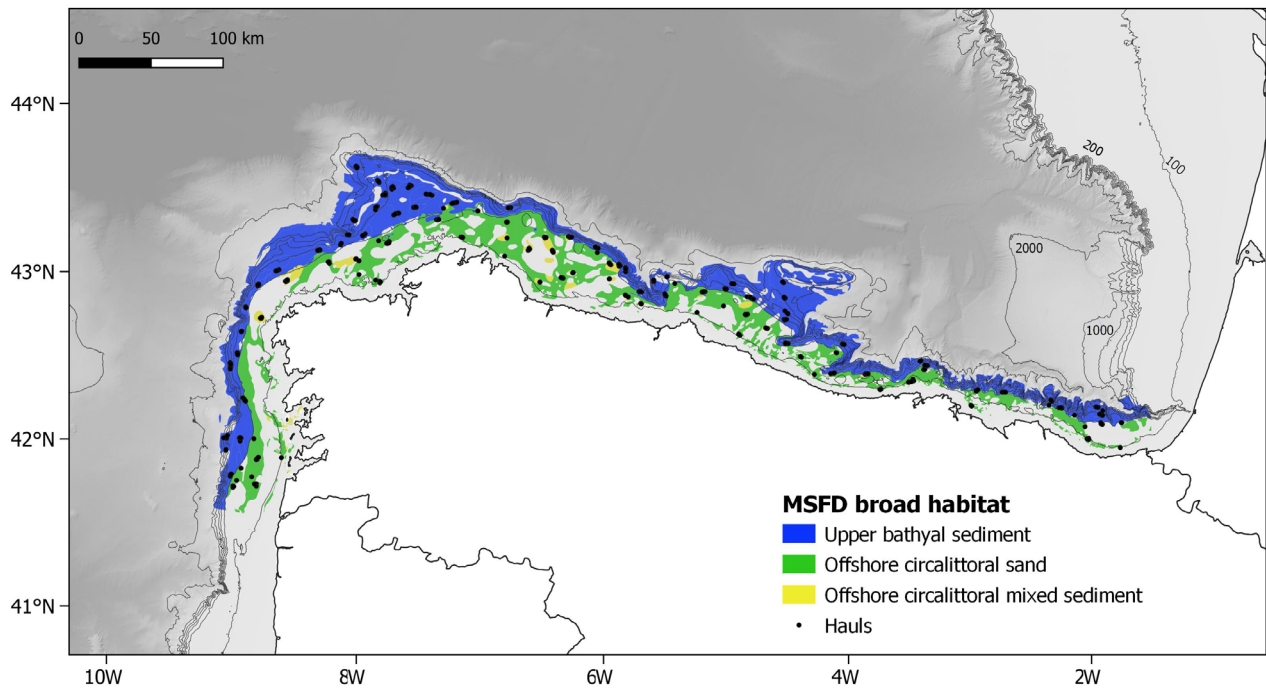 0 50 100 km
44°N
200
100
43°N
2000
1000
42°N
MSFD broad habitat
Upper bathyal sediment
Offshore circalittoral sand
Offshore circalittoral mixed sediment
Hauls
41°N
10W 8W 6W 4W 2W